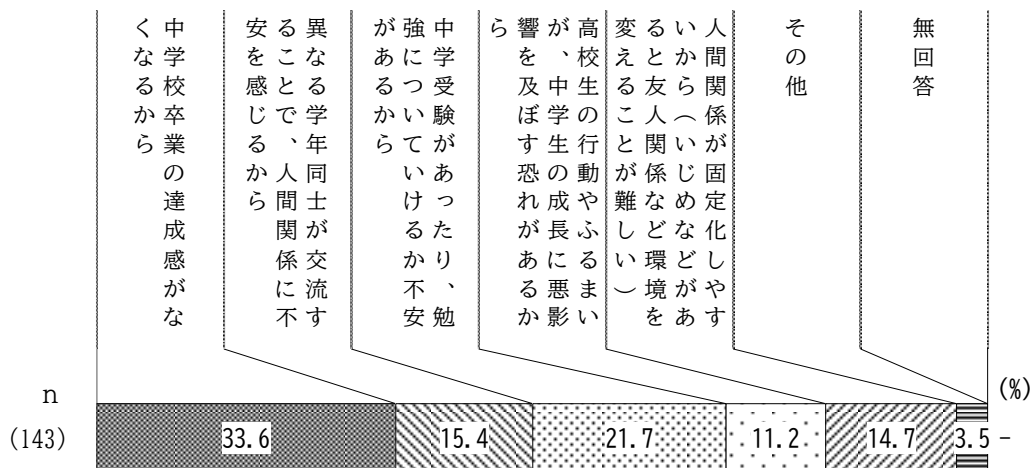 中学校卒業の達成感がな
くなるから
異なる学年同士が交流す
ることで、人間関係に不
安を感じるから
中学受験があったり、勉
強についていけるか不安
があるから
高校生の行動やふるまい
が、中学生の成長に悪影
響を及ぼす恐れがあるか
ら
人間関係が固定化しやす
いから（いじめなどがあ
ると友人関係など環境を
変えることが難しい）
その他
無回答
n
(%)
(143)
33.6
15.4
21.7
11.2
14.7
3.5
-